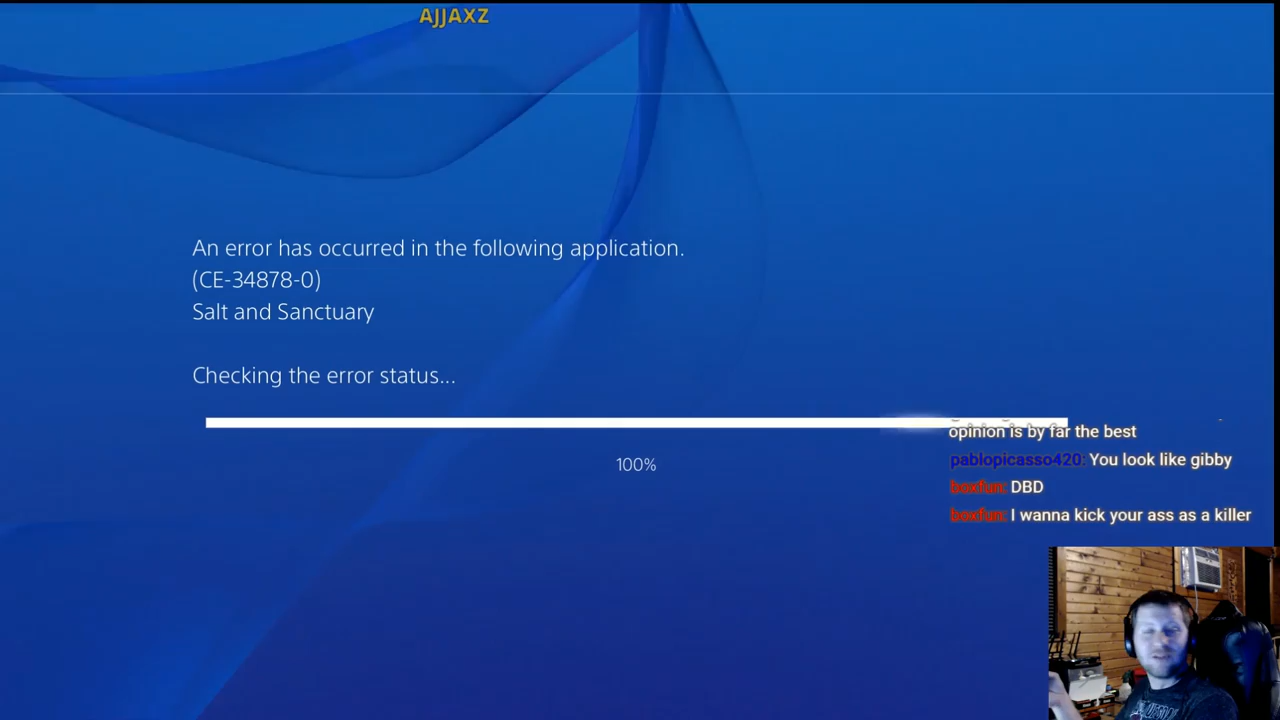 AJJAXZ
An error has occurred in the following application.
(CE-34878-0)
Salt and Sanctuary
Checking the error status...
100%
opinion is by far the best
pablopicasso420: You look like gibby
boxfun: DBD
boxfun: I wanna kick your ass as a killer